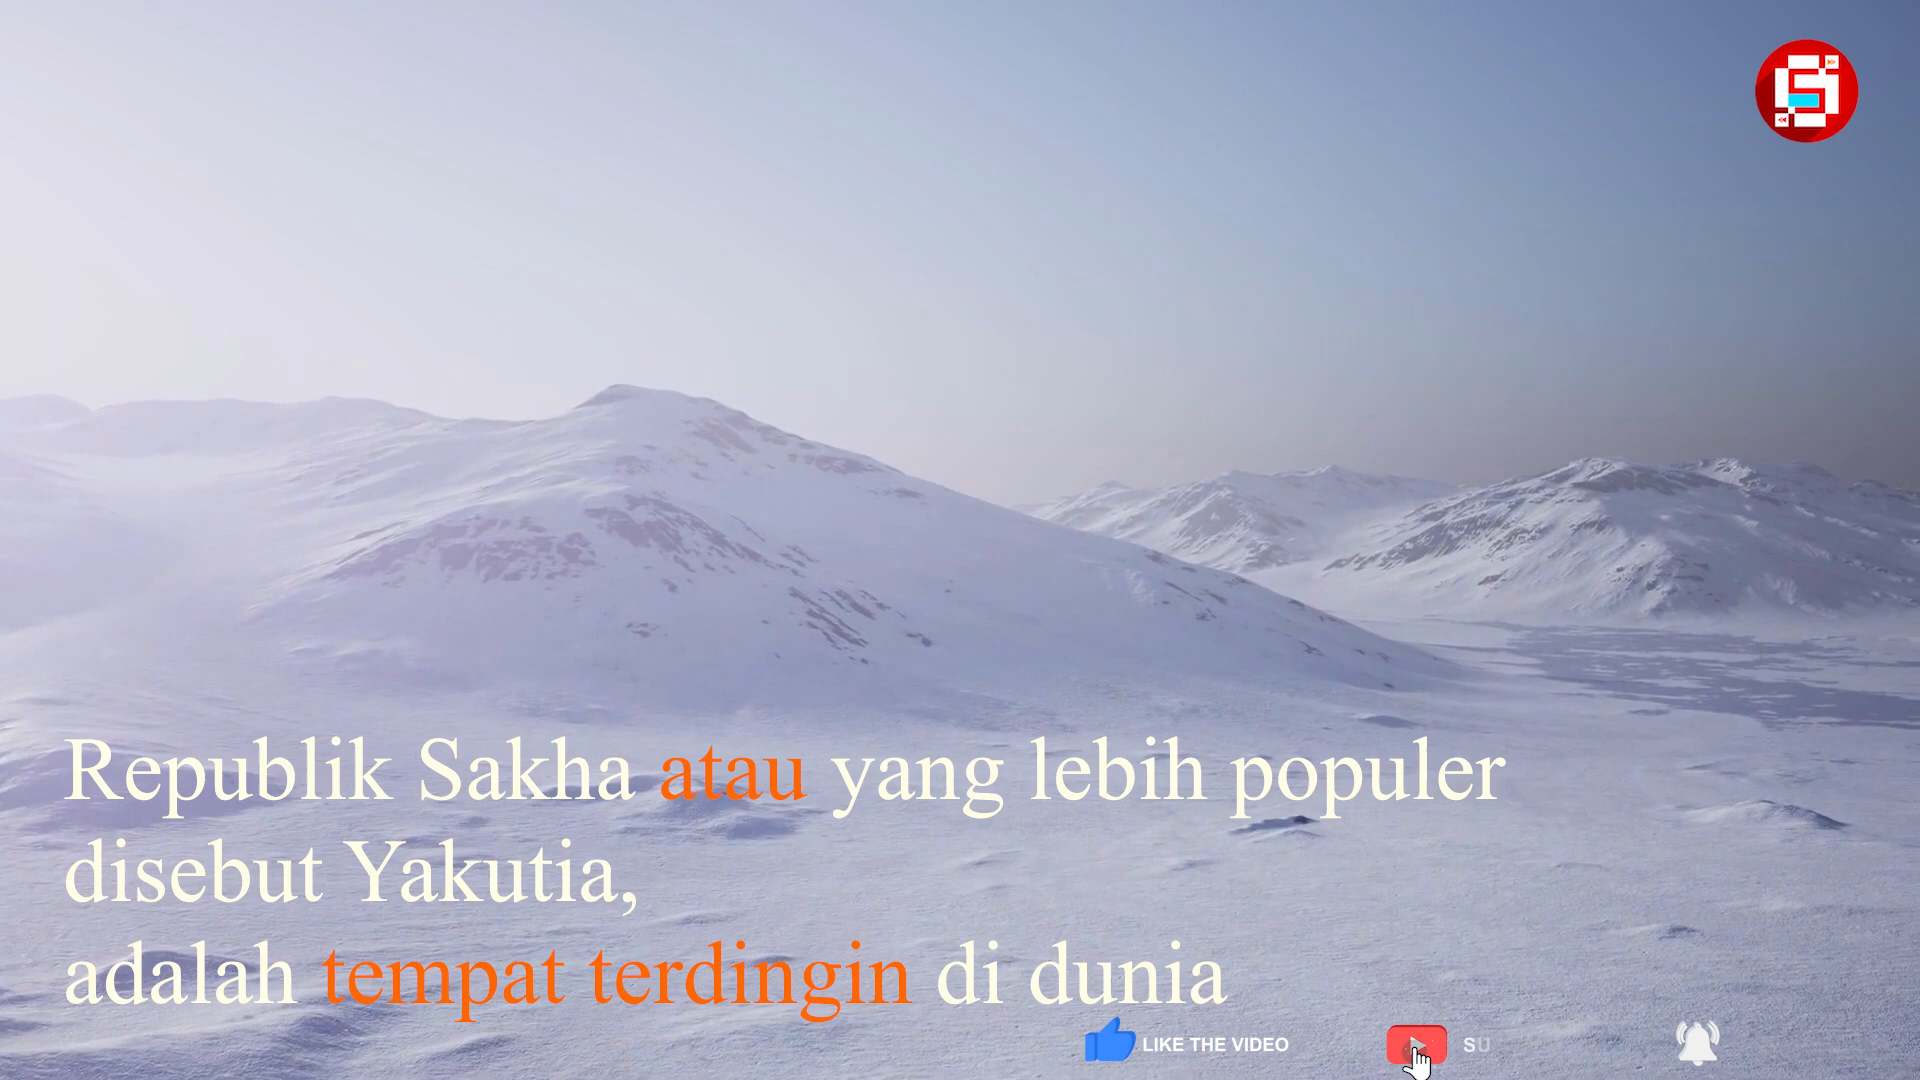 Republik Sakha atau yang lebih populer
disebut Yakutia,
adalah tempat terdingin di dunia
LIKE THE VIDEO
SU